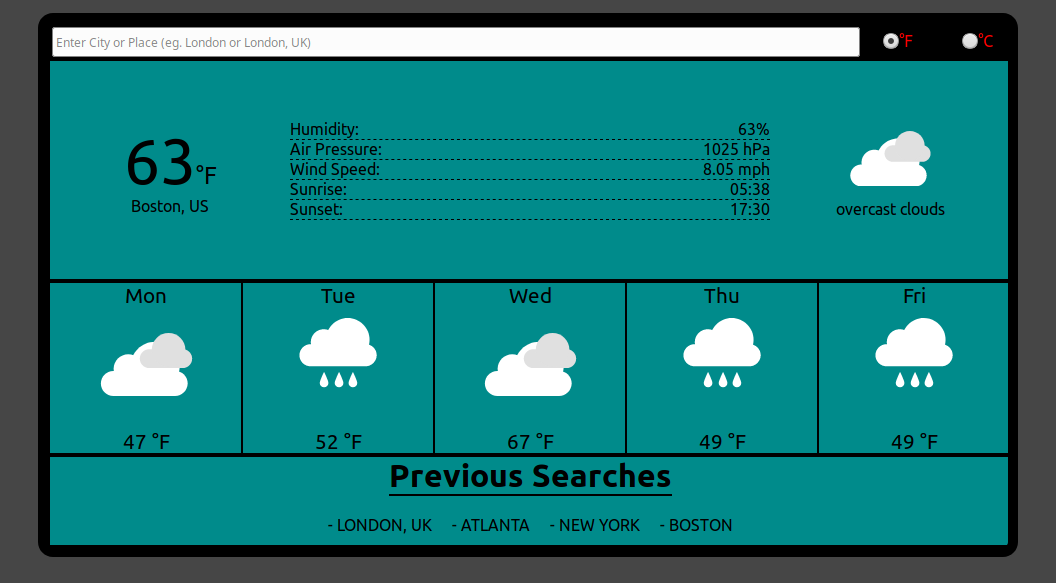 Enter City or Place (eg. London or London, UK) °F °C
Humidity: 63%
Air Pressure: 1025 hPa
Wind Speed: 8.05 mph
Sunrise: 05:38
Sunset: 17:30
63°F
Boston, US
overcast clouds
Mon Tue Wed Thu Fri
47 °F 52 °F 67 °F 49 °F 49 °F
Previous Searches
- LONDON, UK - ATLANTA - NEW YORK - BOSTON